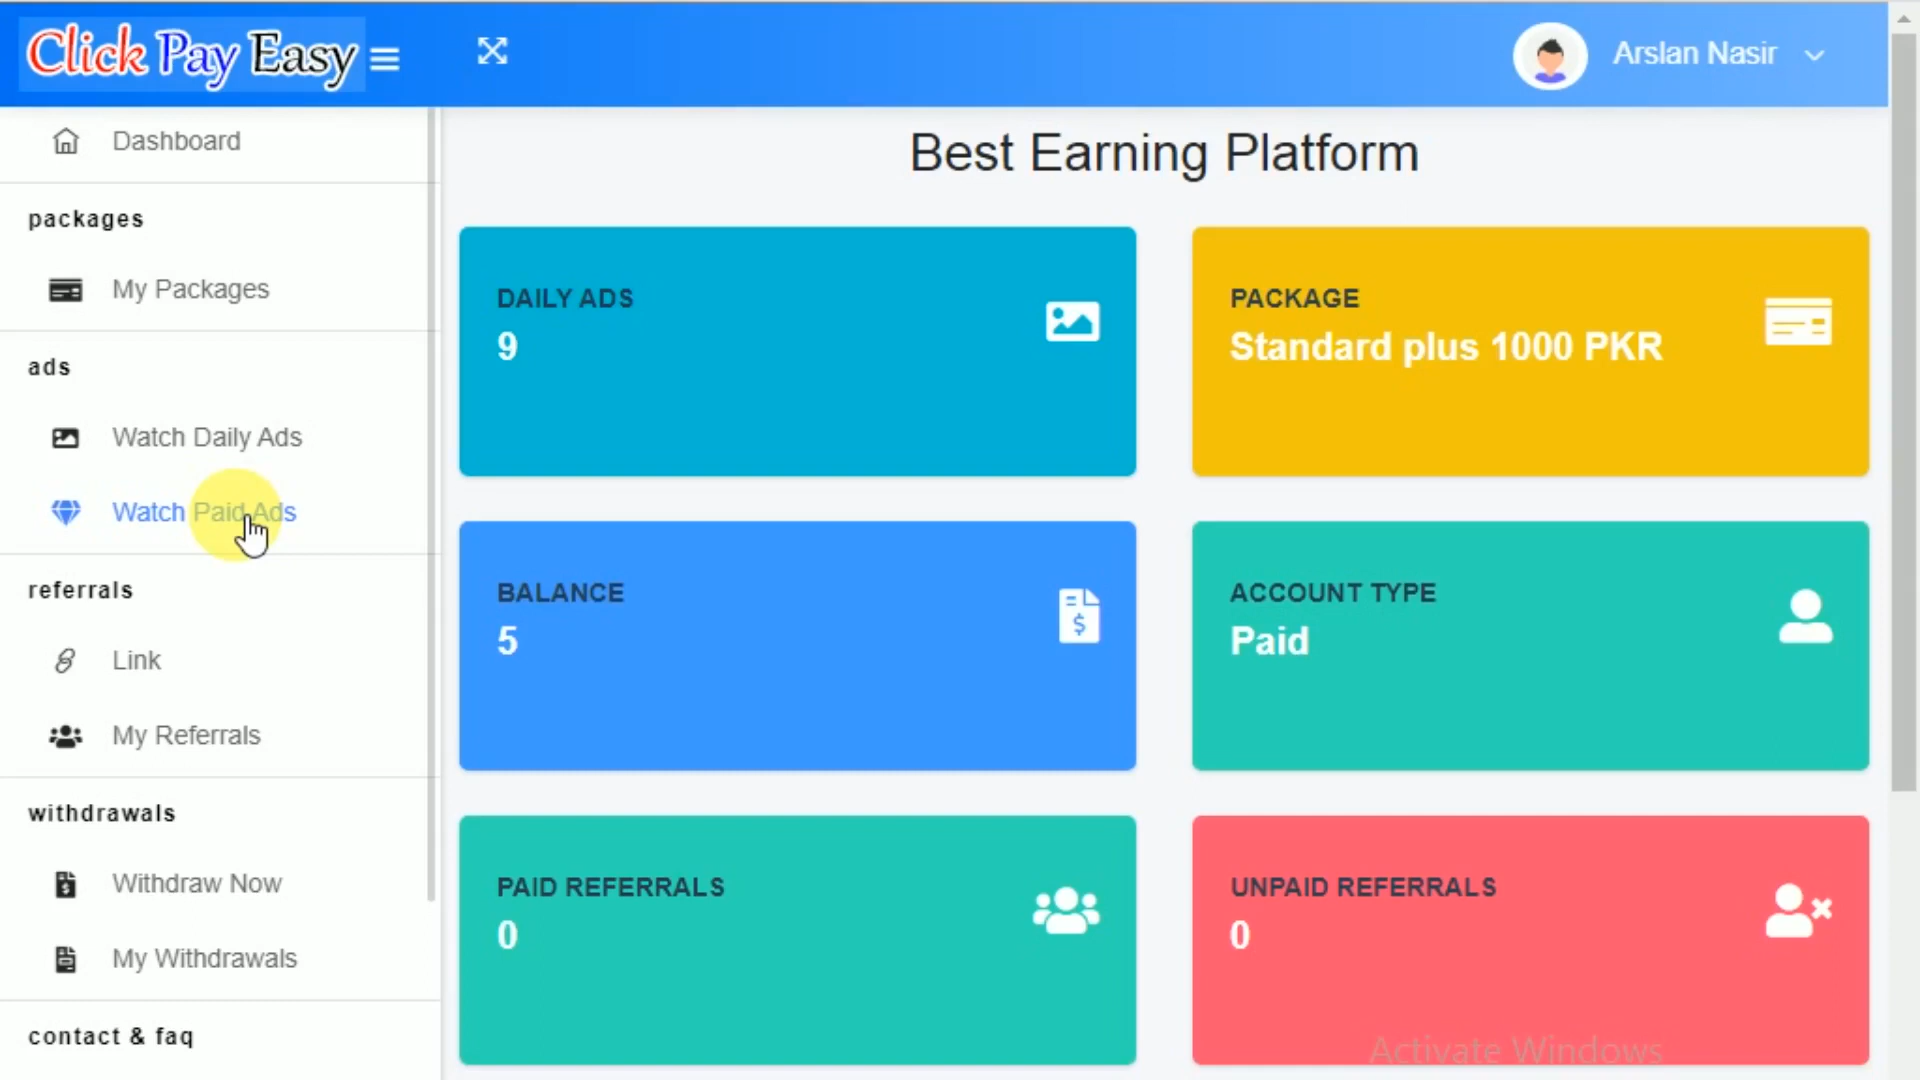 Click Pay Easy
Arslan Nasir
Dashboard
packages
My Packages
ads
Watch Daily Ads
Watch Paid Ads
referrals
Link
My Referrals
withdrawals
Withdraw Now
My Withdrawals
contact & faq
Best Earning Platform
DAILY ADS
9
PACKAGE
Standard plus 1000 PKR
BALANCE
5
ACCOUNT TYPE
Paid
PAID REFERRALS
0
UNPAID REFERRALS
0
Activate Windows